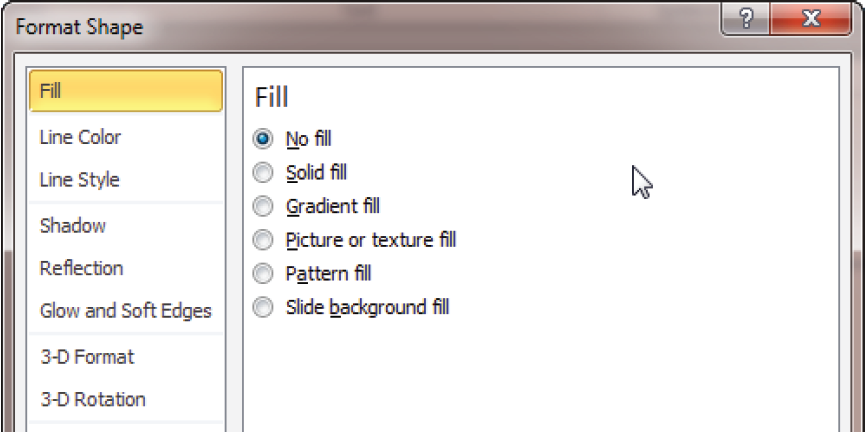 Format Shape
?
X
Fill
Line Color
Line Style
Shadow
Reflection
Glow and Soft Edges
3-D Format
3-D Rotation
Fill
No fill
Solid fill
Gradient fill
Picture or texture fill
Pattern fill
Slide background fill